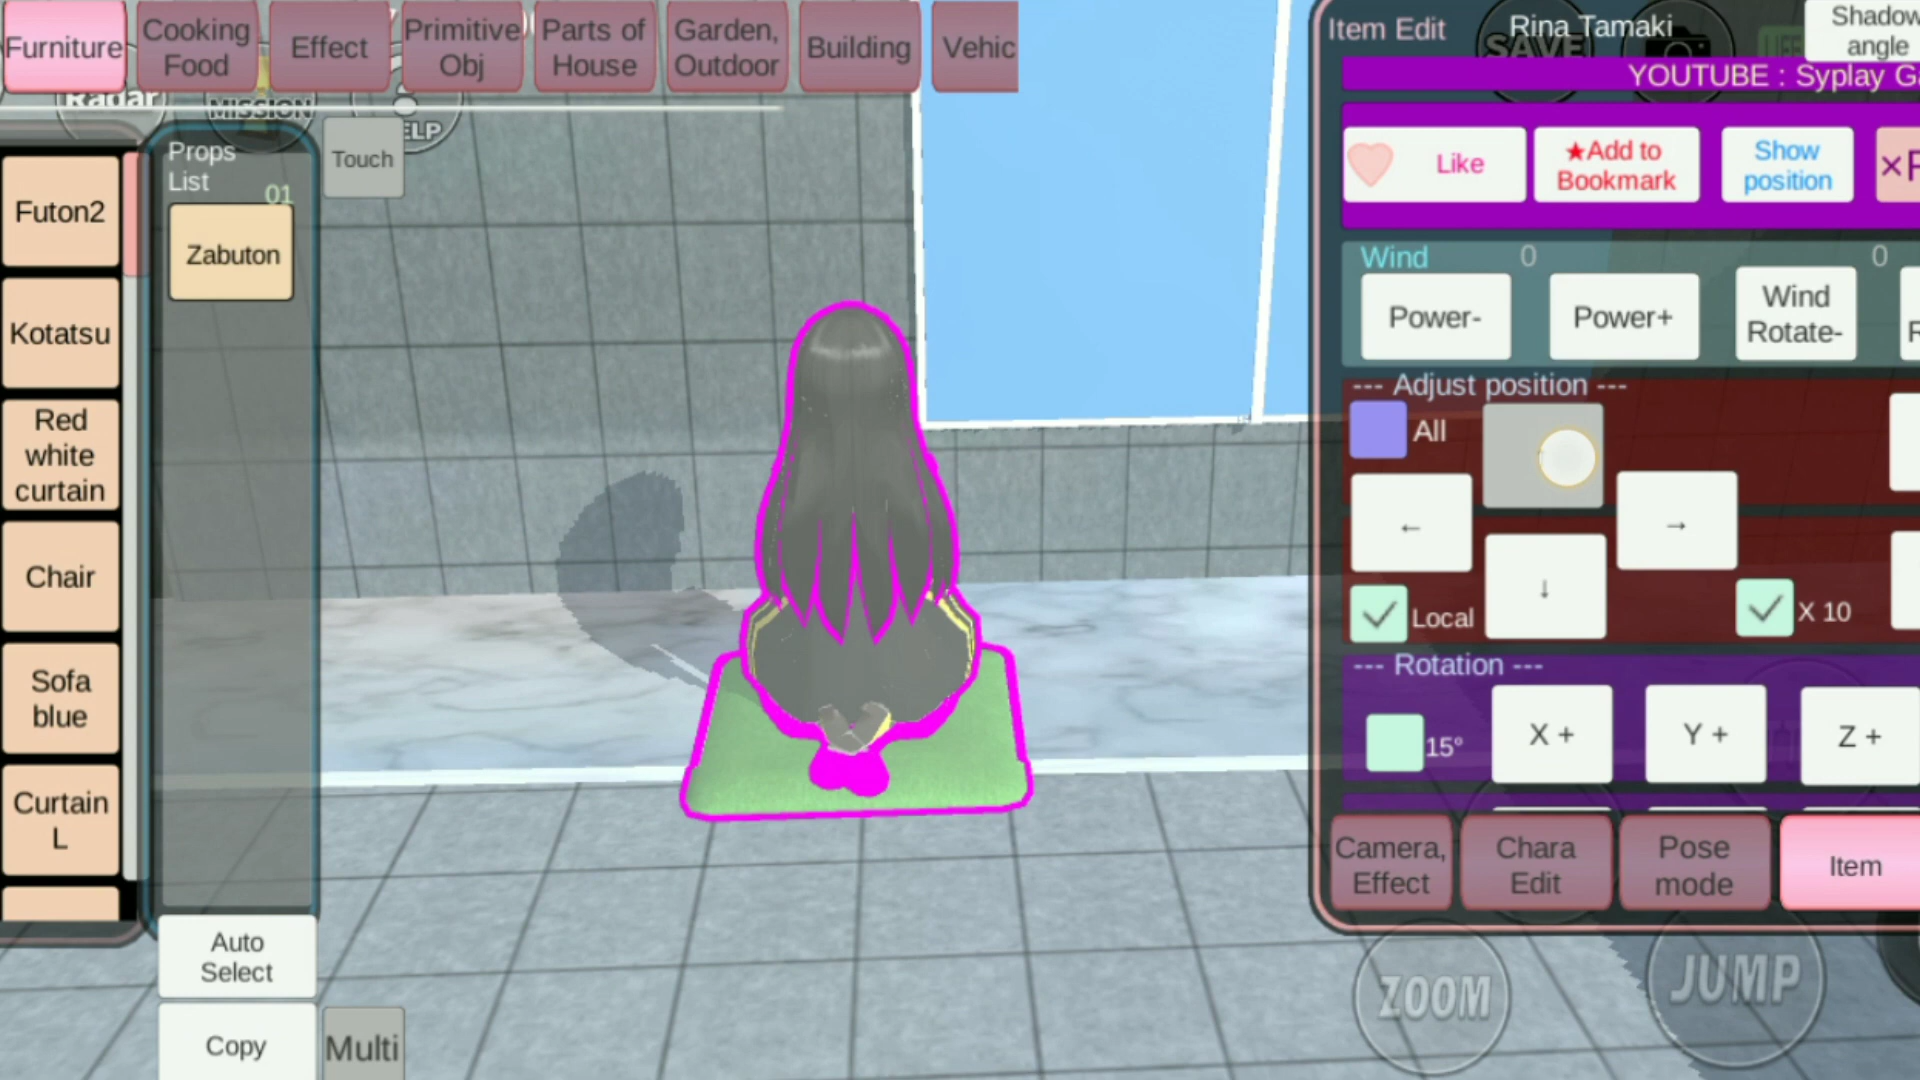 Furniture
Cooking
Food
Effect
Primitive
Obj
Parts of
House
Garden,
Outdoor
Building
Vehic
Radar
MISSION
ELP
Item Edit
SAVE
Rina Tamaki
Shadow
angle
YOUTUBE : Syplay Ga
Props
List
01
Touch
Like
★Add to
Bookmark
Show
position
×F
Futon2
Zabuton
Wind
0
0
Power-
Power+
Wind
Rotate-
R
Kotatsu
--- Adjust position ---
All
Red
white
curtain
←
→
↓
Chair
Local
X 10
--- Rotation ---
15°
X +
Y +
Z +
Sofa
blue
Curtain
L
Camera,
Effect
Chara
Edit
Pose
mode
Item
Auto
Select
ZOOM
JUMP
Copy
Multi